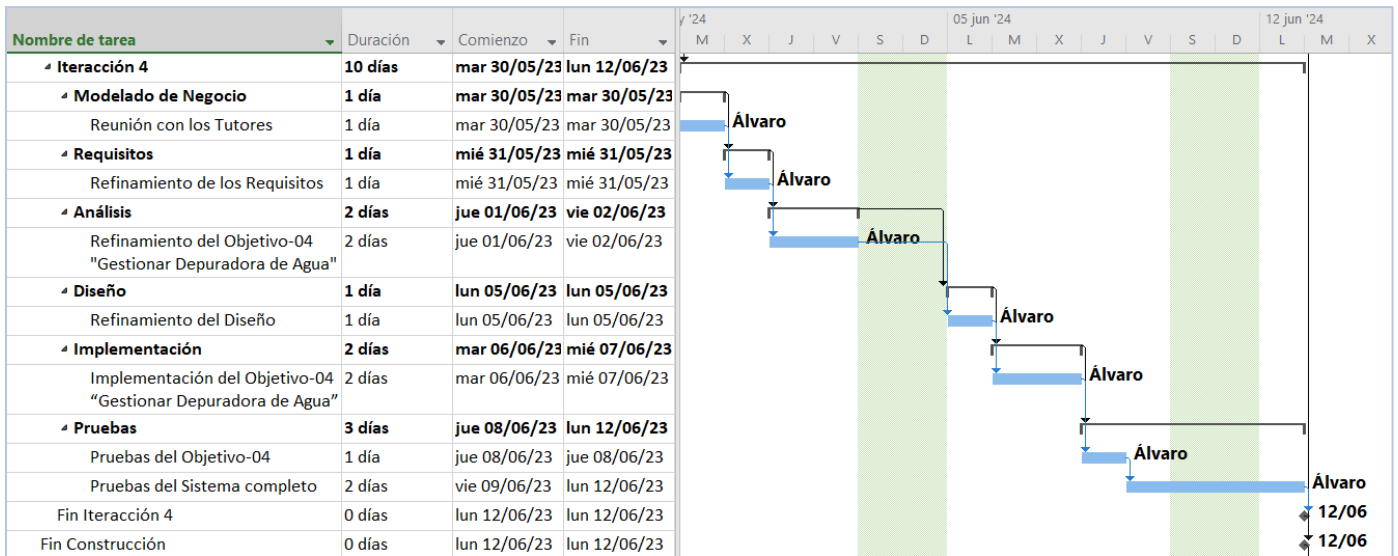 y '24 05 jun '24 12 jun '24
Nombre de tarea Duración Comienzo Fin M X J V S D L M X J V S D L M X
Iteracción 4 10 días mar 30/05/23 lun 12/06/23
Modelado de Negocio 1 día mar 30/05/23 mar 30/05/23
Reunión con los Tutores 1 día mar 30/05/23 mar 30/05/23 Álvaro
Requisitos 1 día mié 31/05/23 mié 31/05/23
Refinamiento de los Requisitos 1 día mié 31/05/23 mié 31/05/23 Álvaro
Análisis 2 días jue 01/06/23 vie 02/06/23
Refinamiento del Objetivo-04 2 días jue 01/06/23 vie 02/06/23 Álvaro
"Gestionar Depuradora de Agua"
Diseño 1 día lun 05/06/23 lun 05/06/23
Refinamiento del Diseño 1 día lun 05/06/23 lun 05/06/23 Álvaro
Implementación 2 días mar 06/06/23 mié 07/06/23
Implementación del Objetivo-04 2 días mar 06/06/23 mié 07/06/23 Álvaro
“Gestionar Depuradora de Agua”
Pruebas 3 días jue 08/06/23 lun 12/06/23
Pruebas del Objetivo-04 1 día jue 08/06/23 jue 08/06/23 Álvaro
Pruebas del Sistema completo 2 días vie 09/06/23 lun 12/06/23 Álvaro
Fin Iteracción 4 0 días lun 12/06/23 lun 12/06/23 12/06
Fin Construcción 0 días lun 12/06/23 lun 12/06/23 12/06